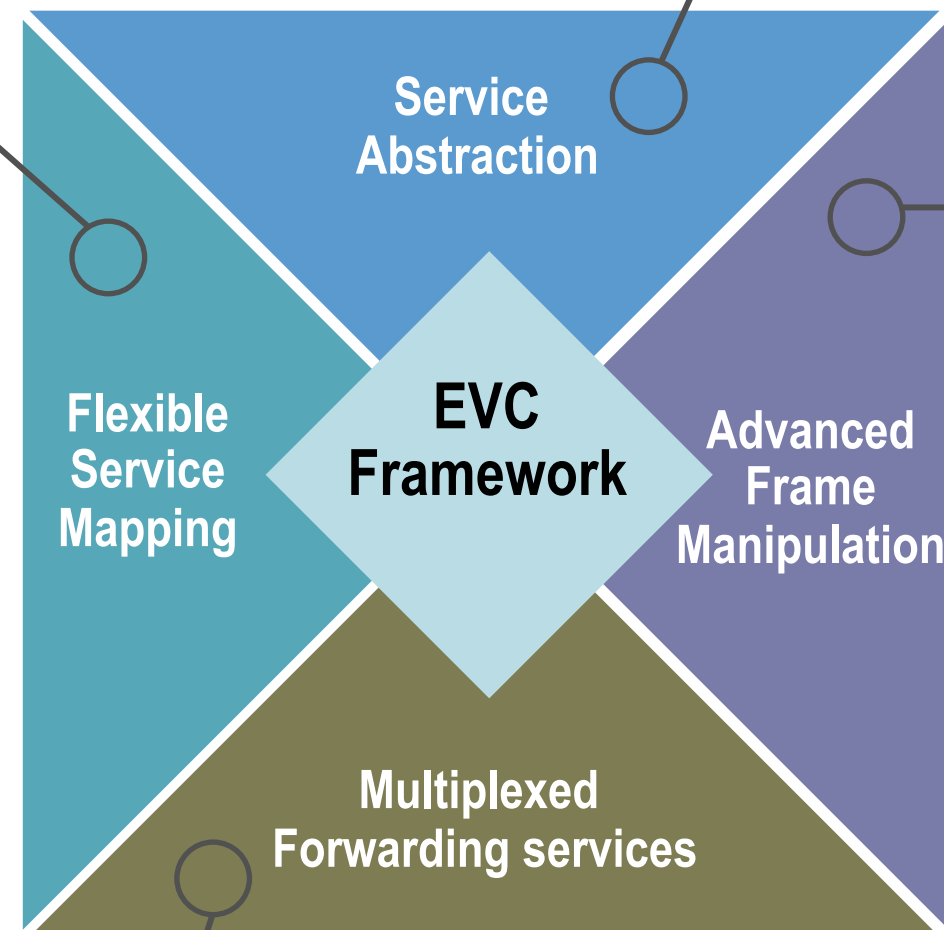 Service
Abstraction
Flexible
Service
Mapping
EVC
Framework
Advanced
Frame
Manipulation
Multiplexed
Forwarding services